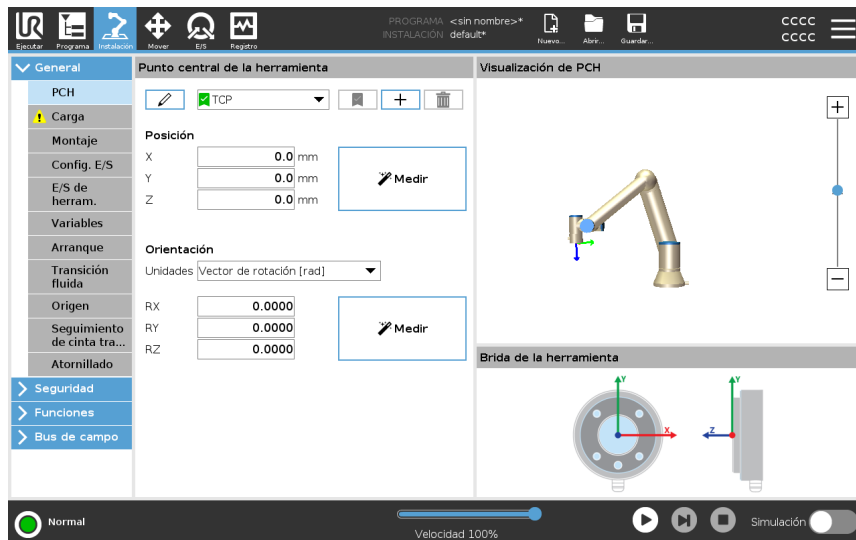 PROGRAMA <sin nombre>*
INSTALACIÓN default*
Ejecutar Programa Instalación Mover E/S Registro
Nuevo... Abrir... Guardar...
CCCC
CCCC
General
PCH
Carga
Montaje
Config. E/S
E/S de
herram.
Variables
Arranque
Transición
fluida
Origen
Seguimiento
de cinta tra...
Atornillado
Seguridad
Funciones
Bus de campo
Punto central de la herramienta
TCP
Posición
X 0.0 mm
Y 0.0 mm
Z 0.0 mm
Medir
Orientación
Unidades Vector de rotación [rad]
RX 0.0000
RY 0.0000
RZ 0.0000
Medir
Visualización de PCH
Brida de la herramienta
Y
X
Y
Z
Normal
Velocidad 100%
Simulación